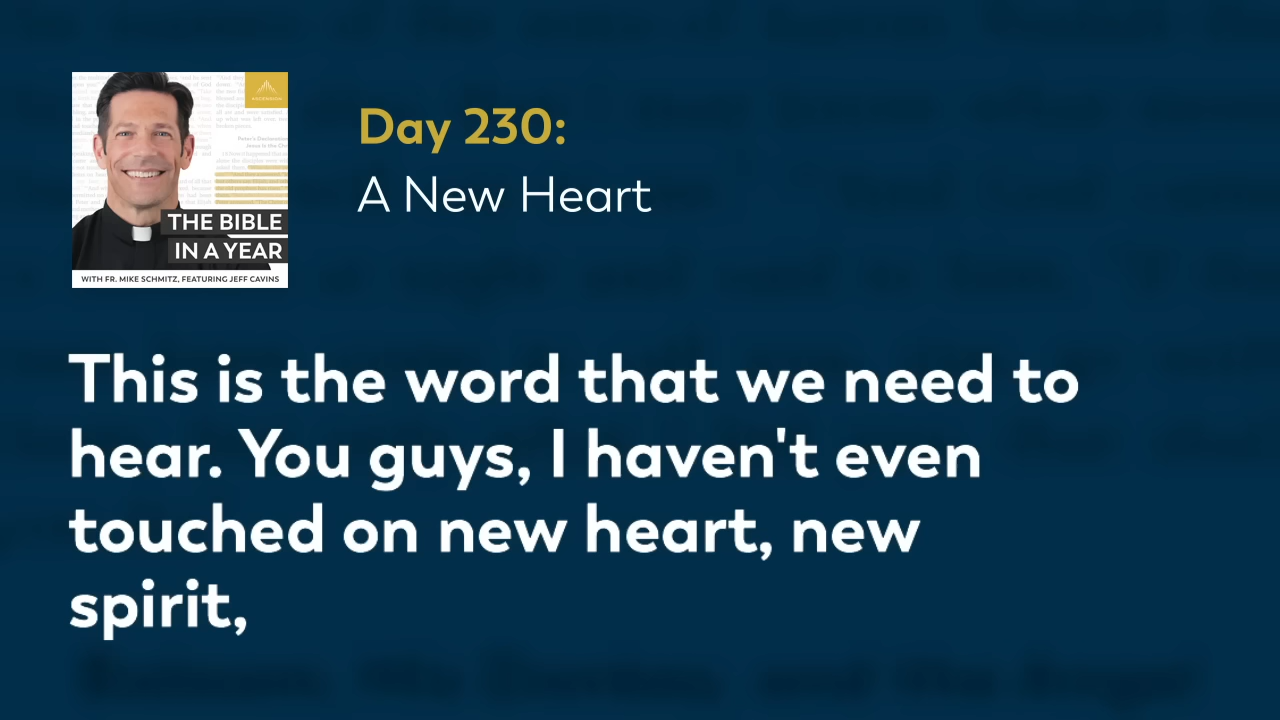 Day 230:
A New Heart
ASCENSION
THE BIBLE
IN A YEAR
WITH FR. MIKE SCHMITZ, FEATURING JEFF CAVINS
This is the word that we need to
hear. You guys, I haven't even
touched on new heart, new
spirit,